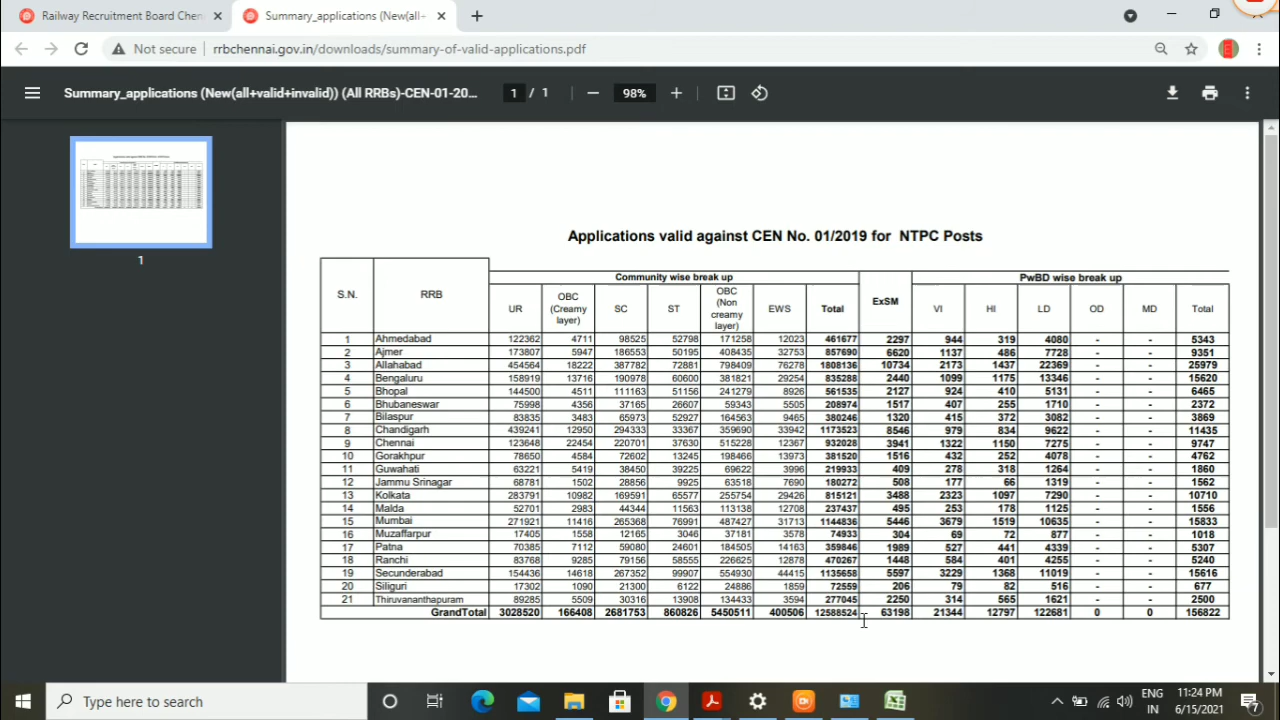 Railway Recruitment Board Chen
Summary_applications (New(all+
Not secure | rrbchennai.gov.in/downloads/summary-of-valid-applications.pdf
Summary_applications (New(all+valid+invalid)) (All RRBs)-CEN-01-20... 1 / 1 98%
1
Applications valid against CEN No. 01/2019 for NTPC Posts
S.N. RRB Community wise break up ExSM PwBD wise break up
UR OBC (Creamy layer) SC ST OBC (Non creamy layer) EWS Total VI HI LD OD MD Total
1 Ahmedabad 122362 4711 98525 52798 171258 12023 461677 2297 944 319 4080 - - 5343
2 Ajmer 173807 5947 186553 50195 408435 32753 857690 6620 1137 486 7728 - - 9351
3 Allahabad 454564 18222 387782 72881 798409 76278 1808136 10734 2173 1437 22369 - - 25979
4 Bengaluru 158919 13716 190978 60600 381821 29254 835288 2440 1099 1175 13346 - - 15620
5 Bhopal 144500 4511 111163 51156 241279 8926 561535 2127 924 410 5131 - - 6465
6 Bhubaneswar 75998 4356 37165 26607 59343 5505 208974 1517 407 255 1710 - - 2372
7 Bilaspur 83835 3483 65973 52927 164563 9465 380246 1320 415 372 3082 - - 3869
8 Chandigarh 439241 12950 294333 33367 359690 33942 1173523 8546 979 834 9622 - - 11435
9 Chennai 123648 22454 220701 37630 515228 12367 932028 3941 1322 1150 7275 - - 9747
10 Gorakhpur 78650 4584 72602 13245 198466 13973 381520 1516 432 252 4078 - - 4762
11 Guwahati 63221 5419 38450 39225 69622 3996 219933 409 278 318 1264 - - 1860
12 Jammu Srinagar 68781 1502 28856 9925 63518 7690 180272 508 177 66 1319 - - 1562
13 Kolkata 283791 10982 169591 65577 255754 29426 815121 3488 2323 1097 7290 - - 10710
14 Malda 52701 2983 44344 11563 113138 12708 237437 495 253 178 1125 - - 1556
15 Mumbai 271921 11416 265368 76991 487427 31713 1144836 5446 3679 1519 10635 - - 15833
16 Muzaffarpur 17405 1558 12165 3046 37181 3578 74933 304 69 72 877 - - 1018
17 Patna 70385 7112 59080 24601 184505 14163 359846 1989 527 441 4339 - - 5307
18 Ranchi 83768 9285 79156 58555 226625 12878 470267 1448 584 401 4255 - - 5240
19 Secunderabad 154436 14618 267352 99907 554930 44415 1135658 5597 3229 1368 11019 - - 15616
20 Siliguri 17302 1090 21300 6122 24886 1859 72559 206 79 82 516 - - 677
21 Thiruvananthapuram 89285 5509 30316 13908 134433 3594 277045 2250 314 565 1621 - - 2500
GrandTotal 3028520 166408 2681753 860826 5450511 400506 12588524 63198 21344 12797 122681 0 0 156822
Type here to search
ENG
IN
11:24 PM
6/15/2021
7